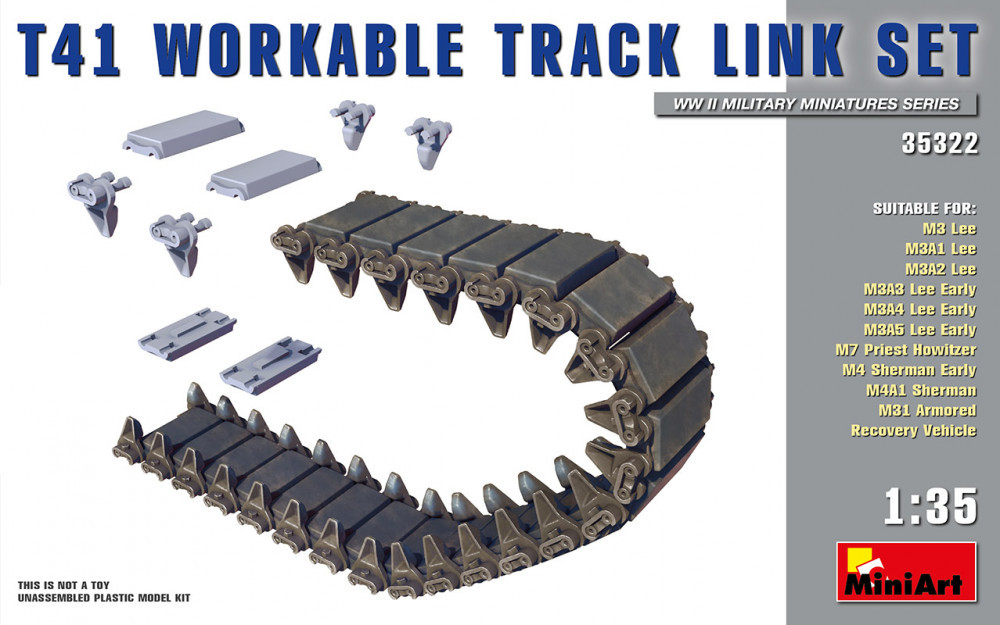 T41 WORKABLE TRACK LINK SET
WW II MILITARY MINIATURES SERIES
35322
SUITABLE FOR:
M3 Lee
M3A1 Lee
M3A2 Lee
M3A3 Lee Early
M3A4 Lee Early
M3A5 Lee Early
M7 Priest Howitzer
M4 Sherman Early
M4A1 Sherman
M31 Armored
Recovery Vehicle
1:35
MiniArt
THIS IS NOT A TOY
UNASSEMBLED PLASTIC MODEL KIT